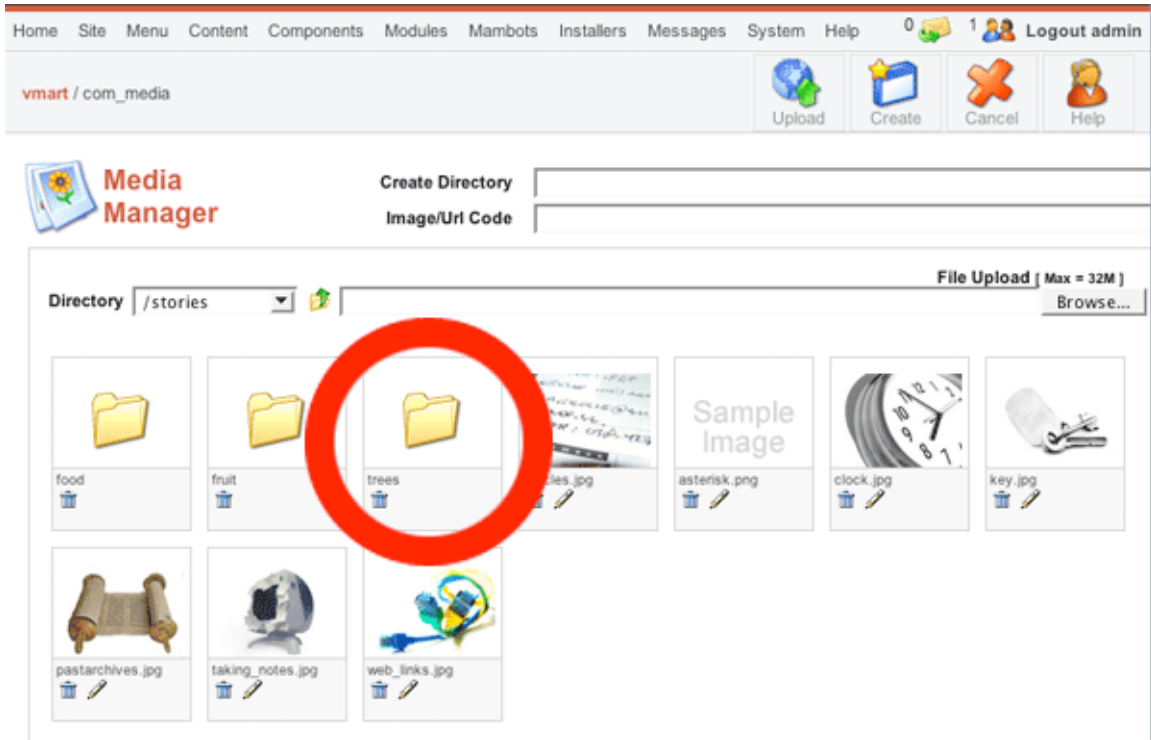 Home Site Menu Content Components Modules Mambots Installers Messages System Help 0 1 Logout admin
vmart / com_media
Upload Create Cancel Help
Media
Manager
Create Directory
Image/Url Code
File Upload [ Max = 32M ]
Directory /stories Browse...
Sample
Image
food fruit trees cles.jpg asterisk.png clock.jpg key.jpg
pastarchives.jpg taking_notes.jpg web_links.jpg